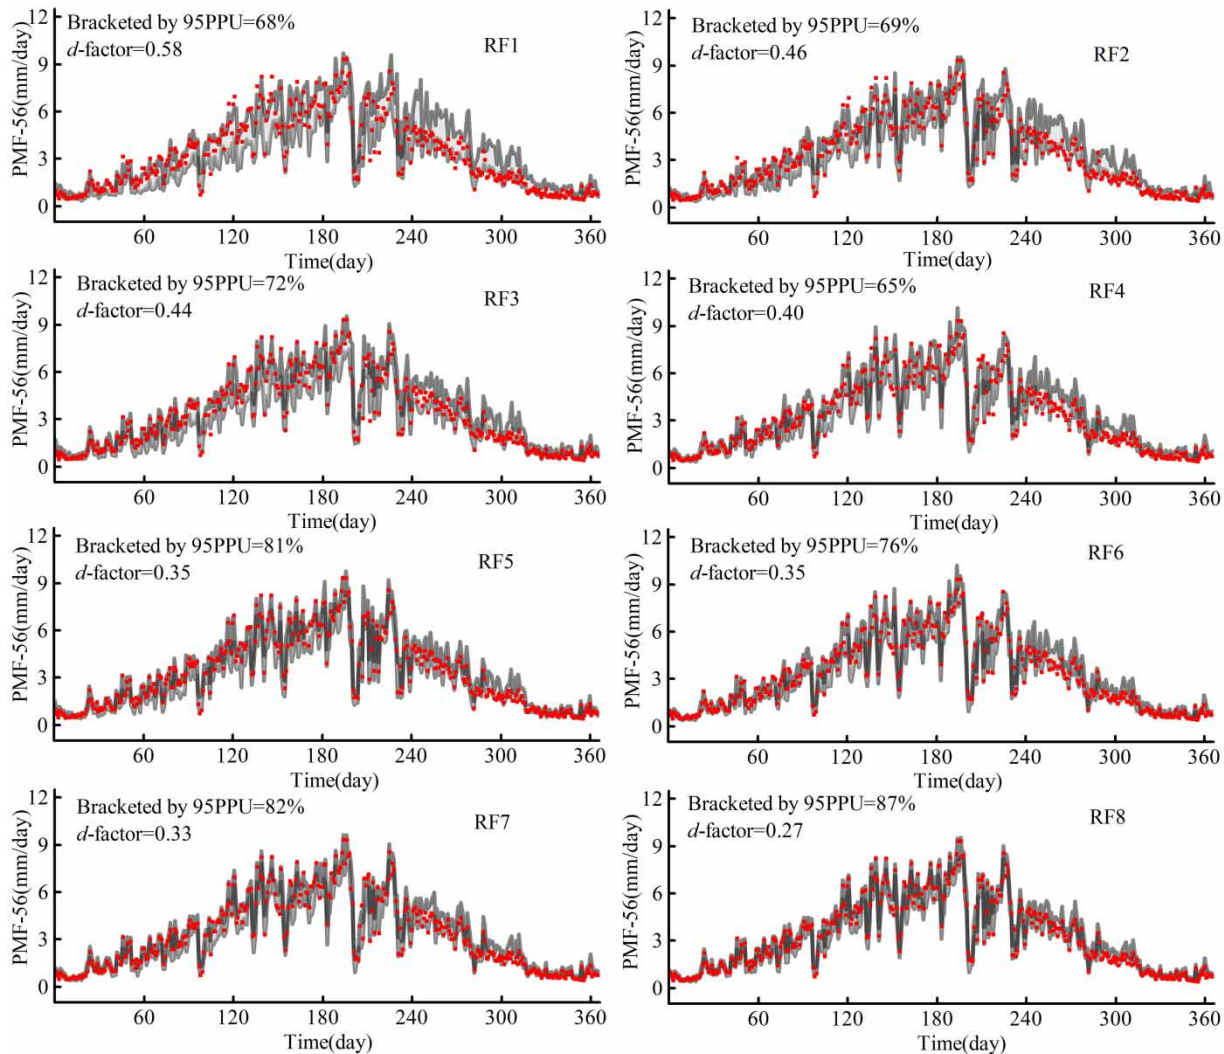 Bracketed by 95PPU=68%
d-factor=0.58
RF1
PMF-56(mm/day)
12
9
6
3
0
60 120 180 240 300 360
Time(day)
Bracketed by 95PPU=69%
d-factor=0.46
RF2
PMF-56(mm/day)
12
9
6
3
0
60 120 180 240 300 360
Time(day)
Bracketed by 95PPU=72%
d-factor=0.44
RF3
PMF-56(mm/day)
12
9
6
3
0
60 120 180 240 300 360
Time(day)
Bracketed by 95PPU=65%
d-factor=0.40
RF4
PMF-56(mm/day)
12
9
6
3
0
60 120 180 240 300 360
Time(day)
Bracketed by 95PPU=81%
d-factor=0.35
RF5
PMF-56(mm/day)
12
9
6
3
0
60 120 180 240 300 360
Time(day)
Bracketed by 95PPU=76%
d-factor=0.35
RF6
PMF-56(mm/day)
12
9
6
3
0
60 120 180 240 300 360
Time(day)
Bracketed by 95PPU=82%
d-factor=0.33
RF7
PMF-56(mm/day)
12
9
6
3
0
60 120 180 240 300 360
Time(day)
Bracketed by 95PPU=87%
d-factor=0.27
RF8
PMF-56(mm/day)
12
9
6
3
0
60 120 180 240 300 360
Time(day)